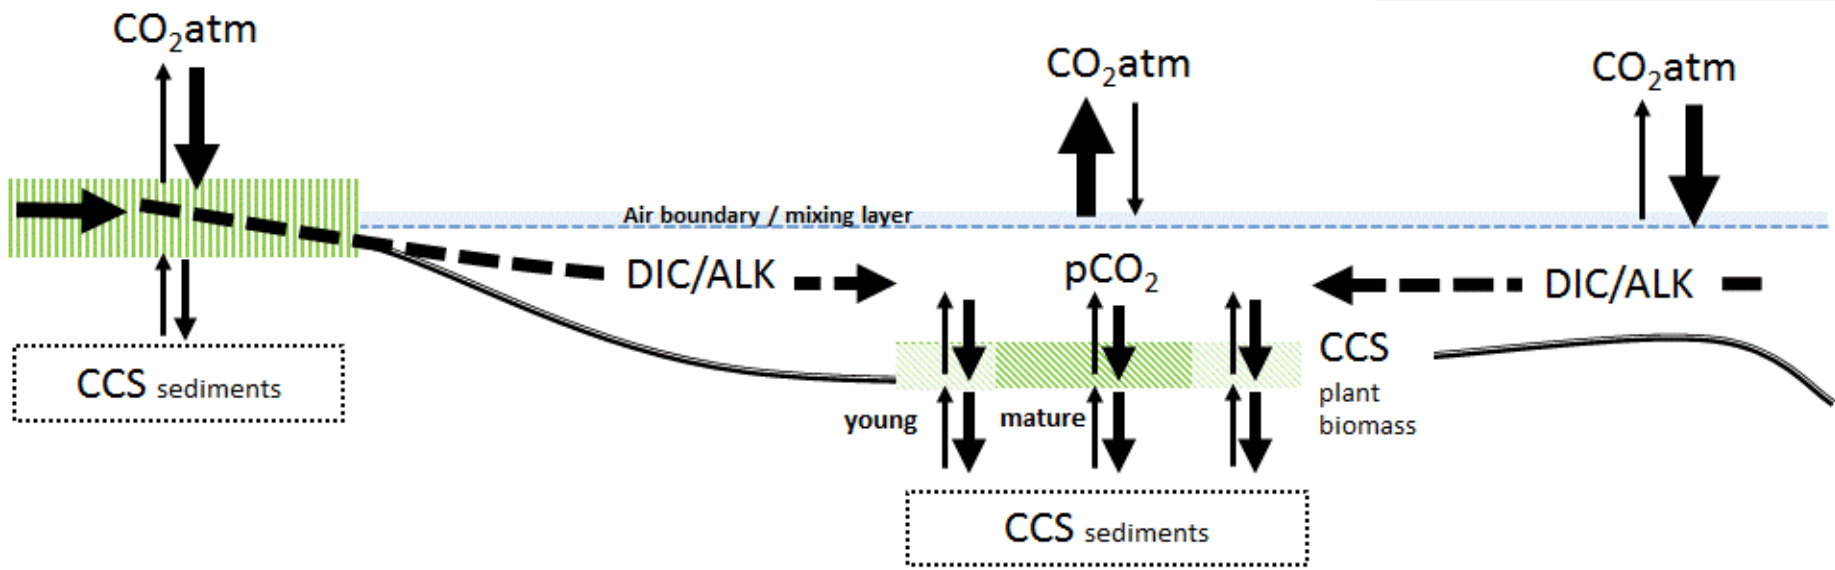 CO₂atm
CO₂atm
CO₂atm
Air boundary / mixing layer
DIC/ALK
pCO₂
DIC/ALK
CCS sediments
CCS
plant
biomass
young
mature
CCS sediments